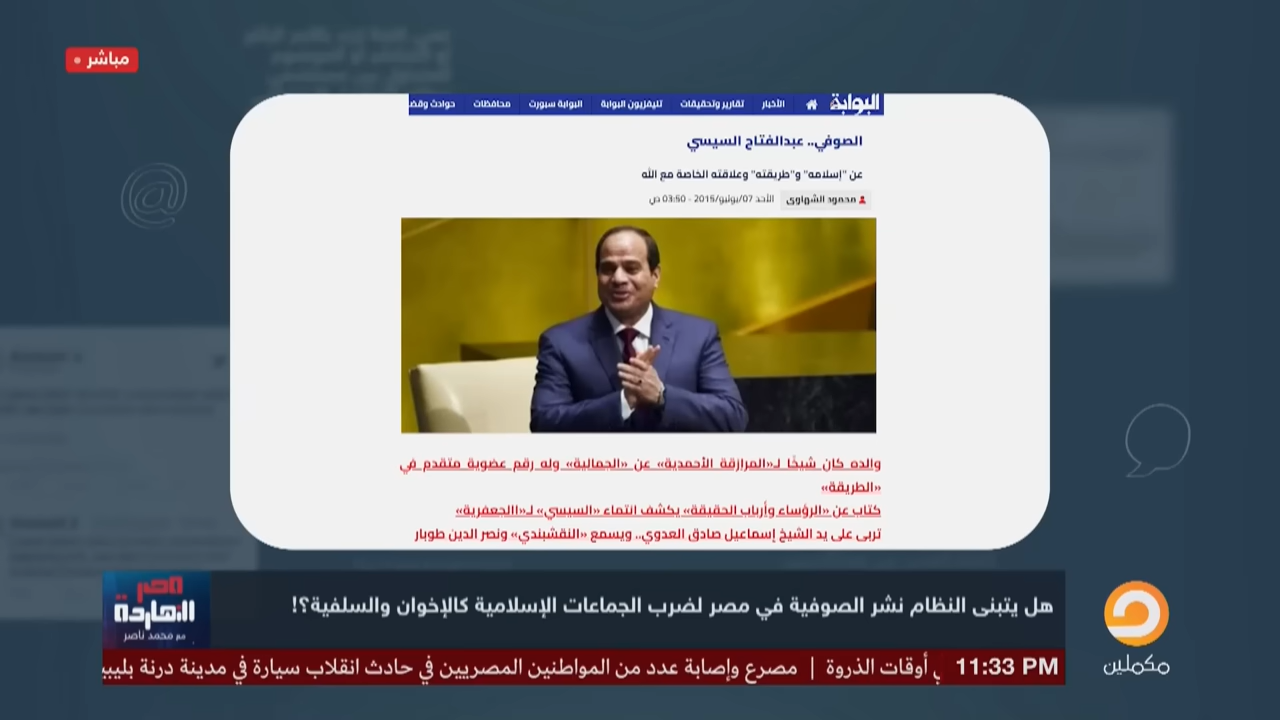 مباشر
البوابة
الأخبار
تقارير وتحقيقات
تليفزيون البوابة
البوابة سبورت
محافظات
حوادث وقضـ
الصوفي.. عبدالفتاح السيسي
عن "إسلامه" و"طريقته" وعلاقته الخاصة مع الله
محمود الشهاوى
الأحد 07/يونيو/2015 - 03:50 ص
والده كان شيخًا لـ«المرازقة الأحمدية» عن «الجمالية» وله رقم عضوية متقدم في
«الطريقة»
كتاب عن «الرؤساء وأرباب الحقيقة» يكشف انتماء «السيسي» لـ«االجعفرية»
تربى على يد الشيخ إسماعيل صادق العدوي.. ويسمع «النقشبندي» ونصر الدين طوبار
هل يتبنى النظام نشر الصوفية في مصر لضرب الجماعات الإسلامية كالإخوان والسلفية؟!
مصر
النهاردة
مع محمد ناصر
مكملين
11:33 PM
ي أوقات الذروة | مصرع وإصابة عدد من المواطنين المصريين في حادث انقلاب سيارة في مدينة درنة بليبيـ